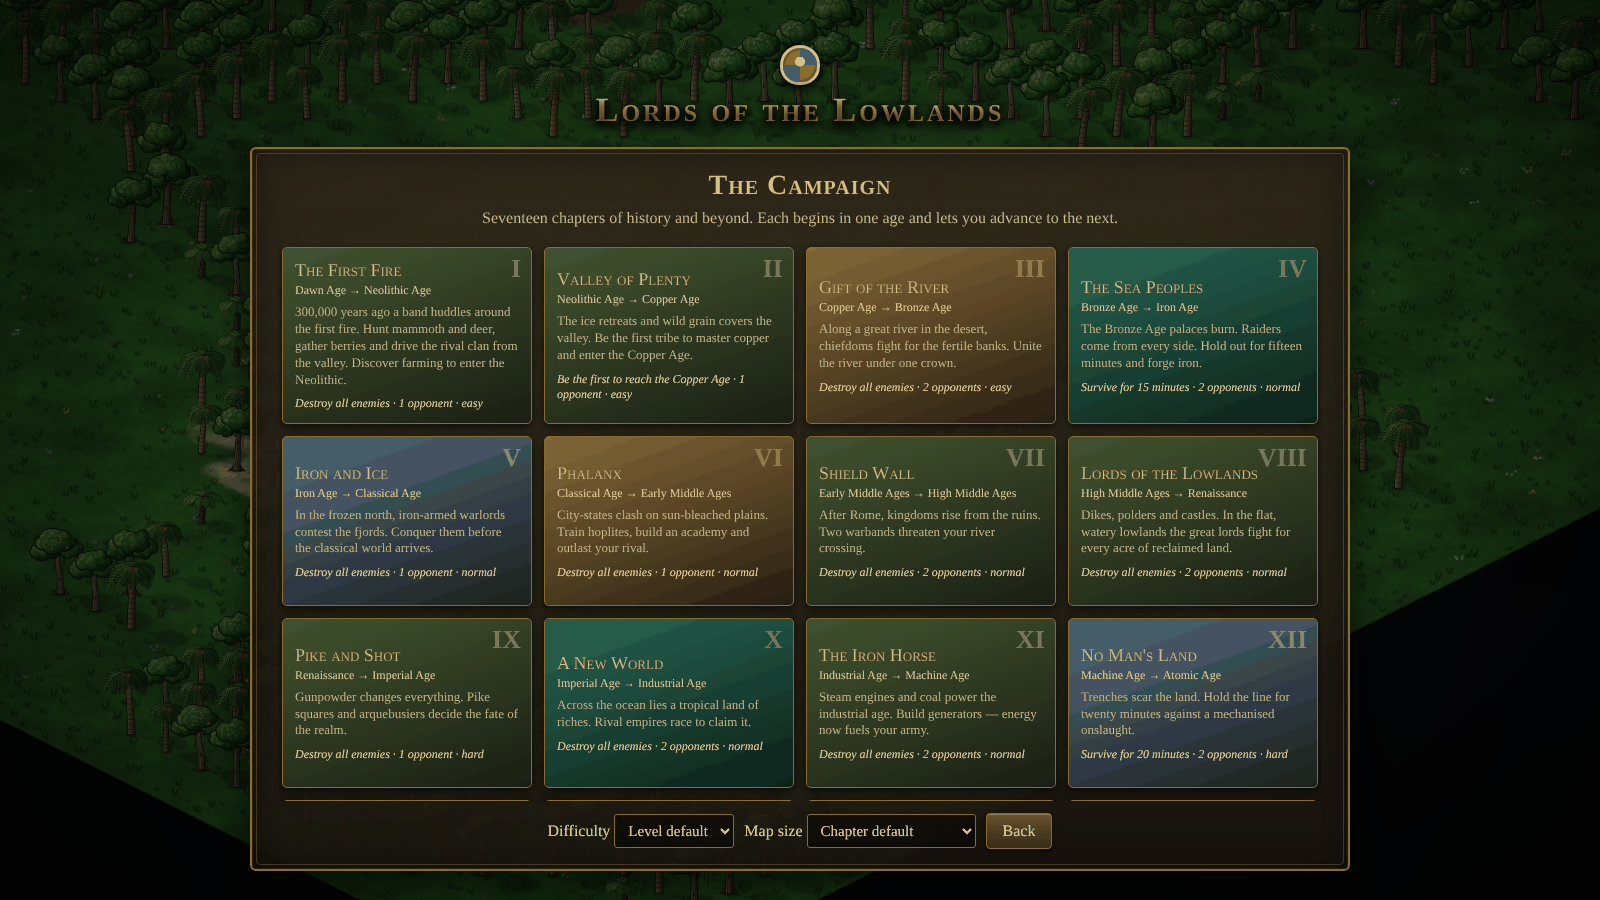 Lords of the Lowlands
The Campaign
Seventeen chapters of history and beyond. Each begins in one age and lets you advance to the next.
I
The First Fire
Dawn Age → Neolithic Age
300,000 years ago a band huddles around
the first fire. Hunt mammoth and deer,
gather berries and drive the rival clan from
the valley. Discover farming to enter the
Neolithic.
Destroy all enemies · 1 opponent · easy
II
Valley of Plenty
Neolithic Age → Copper Age
The ice retreats and wild grain covers the
valley. Be the first tribe to master copper
and enter the Copper Age.
Be the first to reach the Copper Age · 1
opponent · easy
III
Gift of the River
Copper Age → Bronze Age
Along a great river in the desert,
chiefdoms fight for the fertile banks. Unite
the river under one crown.
Destroy all enemies · 2 opponents · easy
IV
The Sea Peoples
Bronze Age → Iron Age
The Bronze Age palaces burn. Raiders
come from every side. Hold out for fifteen
minutes and forge iron.
Survive for 15 minutes · 2 opponents · normal
V
Iron and Ice
Iron Age → Classical Age
In the frozen north, iron-armed warlords
contest the fjords. Conquer them before
the classical world arrives.
Destroy all enemies · 1 opponent · normal
VI
Phalanx
Classical Age → Early Middle Ages
City-states clash on sun-bleached plains.
Train hoplites, build an academy and
outlast your rival.
Destroy all enemies · 1 opponent · normal
VII
Shield Wall
Early Middle Ages → High Middle Ages
After Rome, kingdoms rise from the ruins.
Two warbands threaten your river
crossing.
Destroy all enemies · 2 opponents · normal
VIII
Lords of the Lowlands
High Middle Ages → Renaissance
Dikes, polders and castles. In the flat,
watery lowlands the great lords fight for
every acre of reclaimed land.
Destroy all enemies · 2 opponents · normal
IX
Pike and Shot
Renaissance → Imperial Age
Gunpowder changes everything. Pike
squares and arquebusiers decide the fate of
the realm.
Destroy all enemies · 1 opponent · hard
X
A New World
Imperial Age → Industrial Age
Across the ocean lies a tropical land of
riches. Rival empires race to claim it.
Destroy all enemies · 2 opponents · normal
XI
The Iron Horse
Industrial Age → Machine Age
Steam engines and coal power the
industrial age. Build generators — energy
now fuels your army.
Destroy all enemies · 2 opponents · normal
XII
No Man's Land
Machine Age → Atomic Age
Trenches scar the land. Hold the line for
twenty minutes against a mechanised
onslaught.
Survive for 20 minutes · 2 opponents · hard
Difficulty Level default Map size Chapter default Back